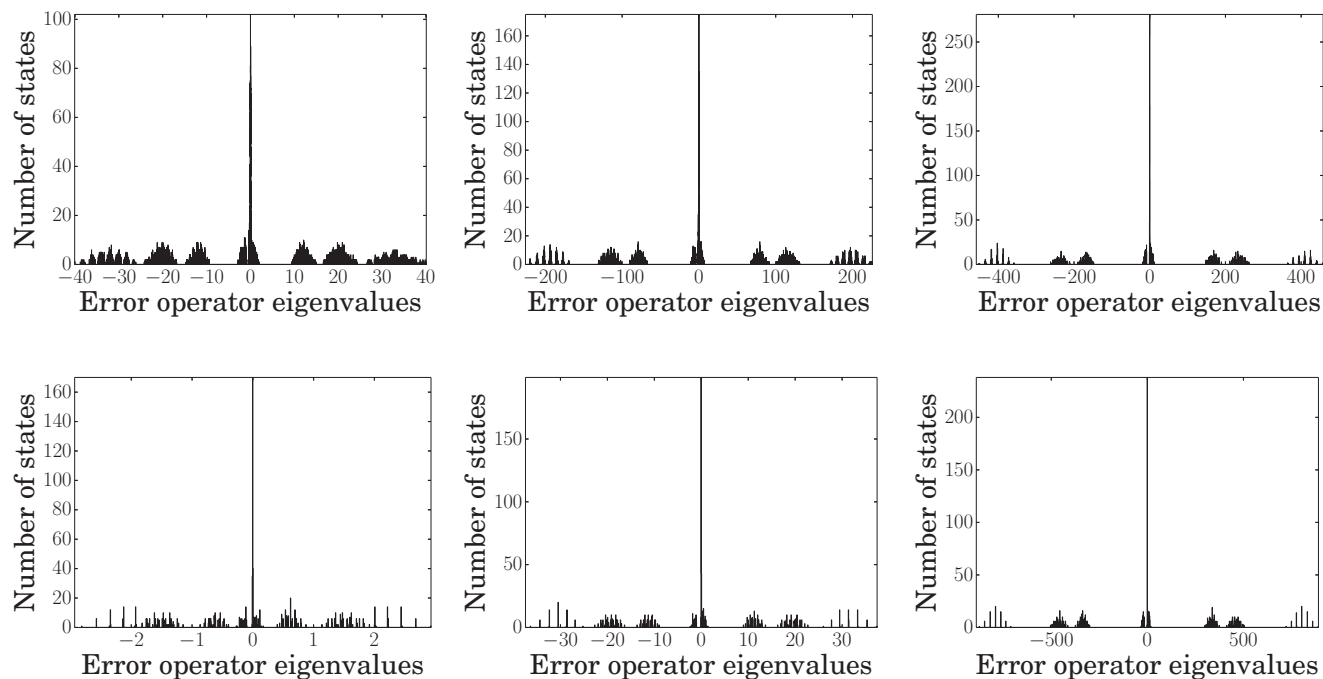 100
80
60
40
20
0
−40 −30 −20 −10 0 10 20 30 40
Number of states
Error operator eigenvalues
160
140
120
100
80
60
40
20
0
−200 −100 0 100 200
Number of states
Error operator eigenvalues
250
200
150
100
50
0
−400 −200 0 200 400
Number of states
Error operator eigenvalues
160
140
120
100
80
60
40
20
0
−2 −1 0 1 2
Number of states
Error operator eigenvalues
150
100
50
0
−30 −20 −10 0 10 20 30
Number of states
Error operator eigenvalues
200
150
100
50
0
−500 0 500
Number of states
Error operator eigenvalues